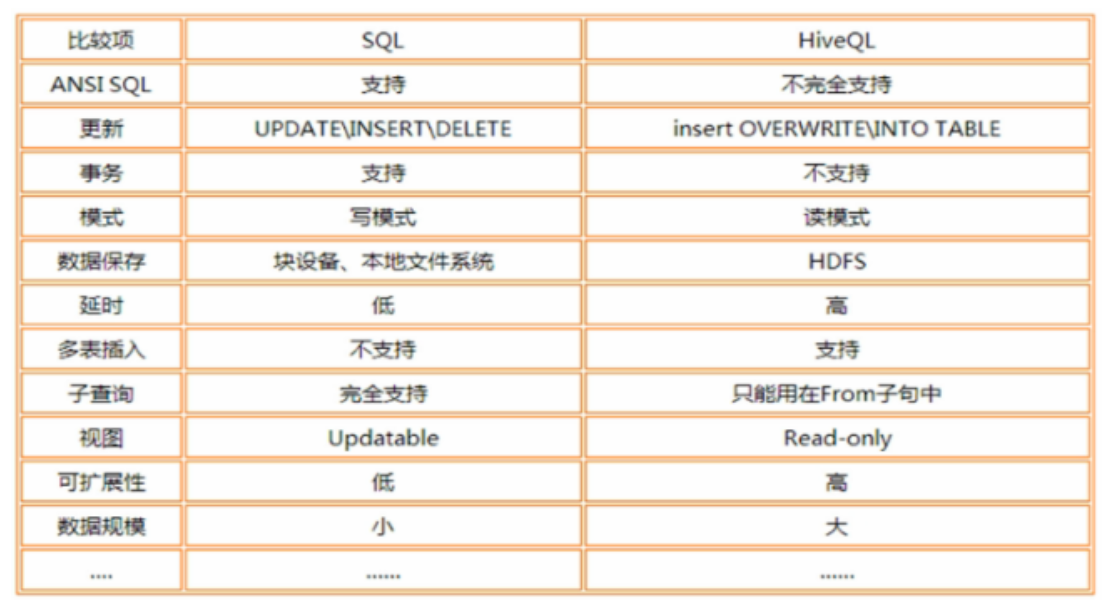 比较项 SQL HiveQL
ANSI SQL 支持 不完全支持
更新 UPDATE\INSERT\DELETE insert OVERWRITE\INTO TABLE
事务 支持 不支持
模式 写模式 读模式
数据保存 块设备、本地文件系统 HDFS
延时 低 高
多表插入 不支持 支持
子查询 完全支持 只能用在From子句中
视图 Updatable Read-only
可扩展性 低 高
数据规模 小 大
.... ...... ......